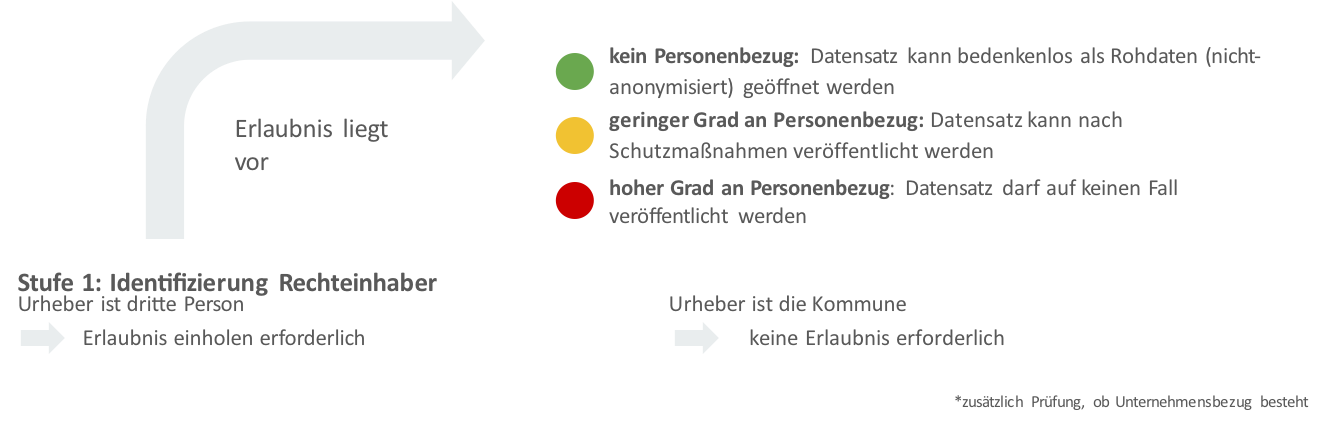 kein Personenbezug: Datensatz kann bedenkenlos als Rohdaten (nicht-
anonymisiert) geöffnet werden
Erlaubnis liegt
vor
geringer Grad an Personenbezug: Datensatz kann nach
Schutzmaßnahmen veröffentlicht werden
hoher Grad an Personenbezug: Datensatz darf auf keinen Fall
veröffentlicht werden
Stufe 1: Identifizierung Rechteinhaber
Urheber ist dritte Person
Erlaubnis einholen erforderlich
Urheber ist die Kommune
keine Erlaubnis erforderlich
*zusätzlich Prüfung, ob Unternehmensbezug besteht